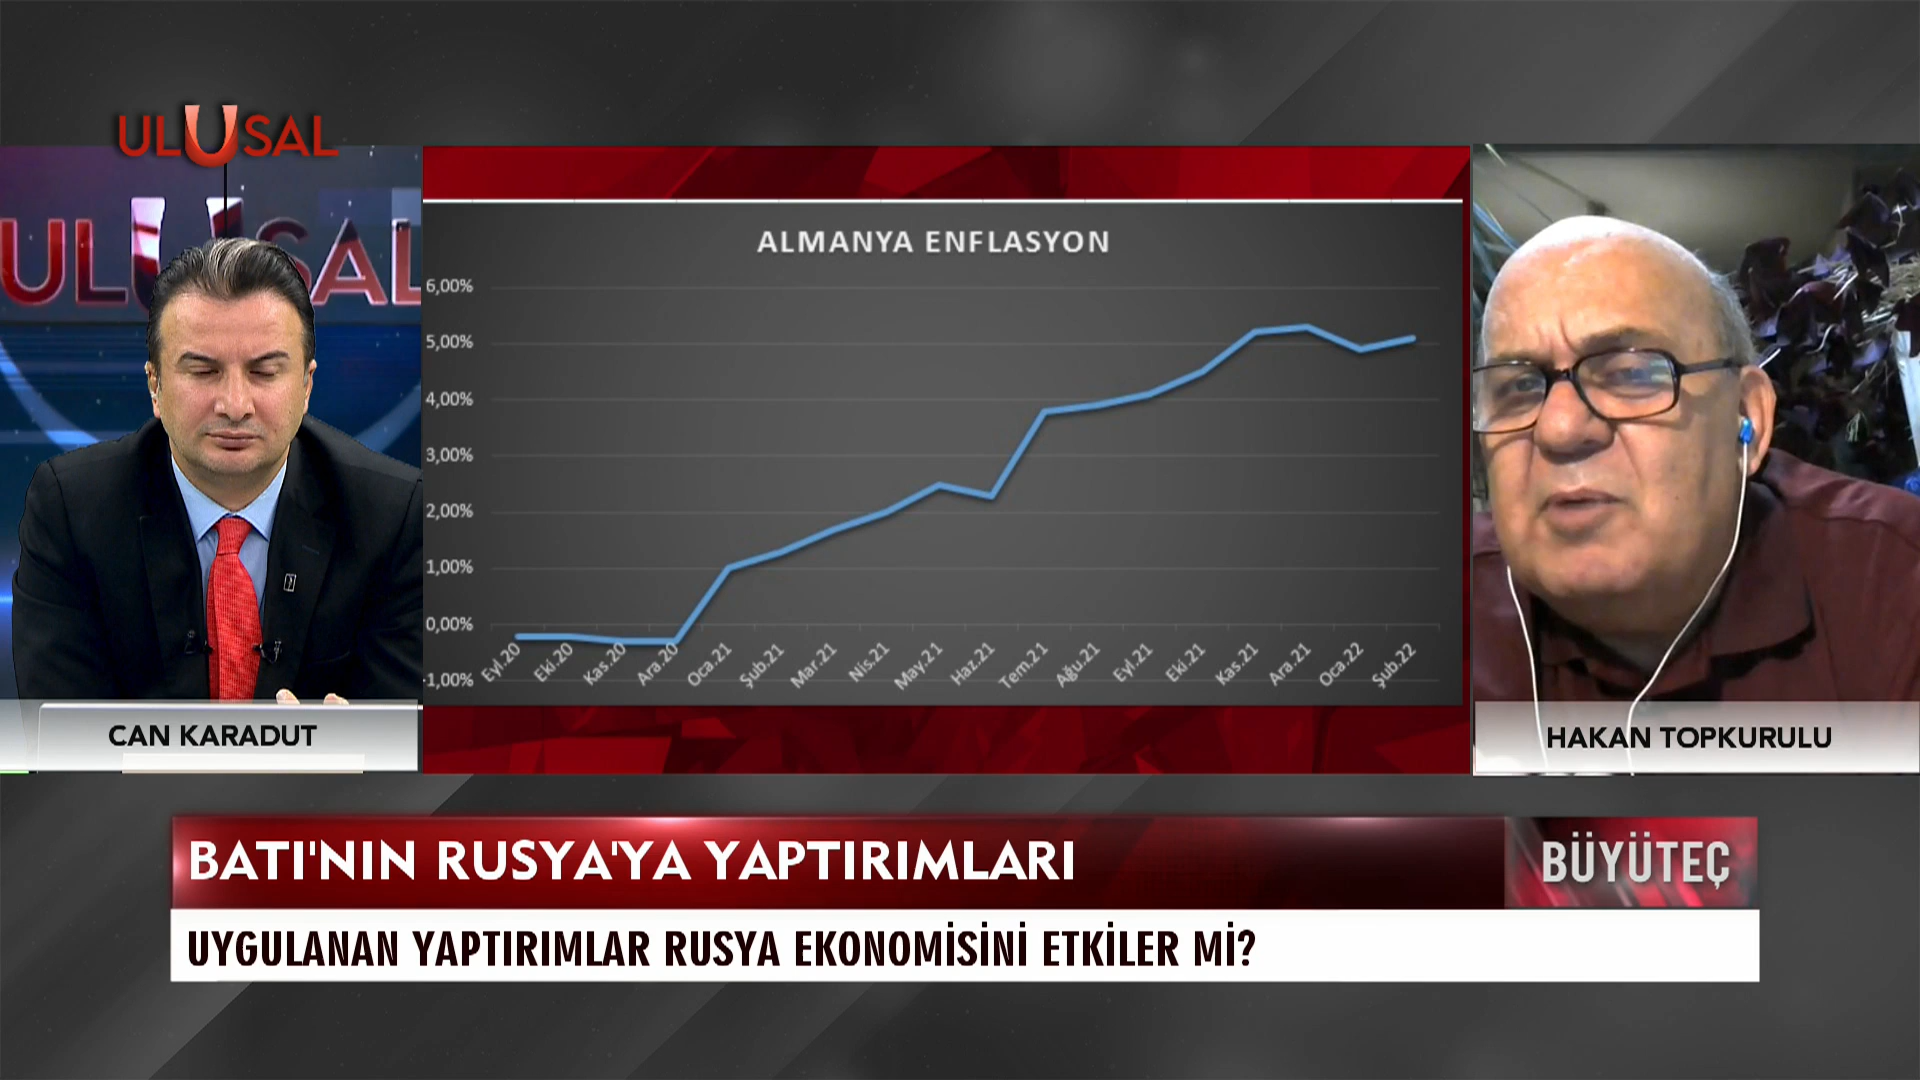 ULUSAL
ULUSAL
ALMANYA ENFLASYON
6,00%
5,00%
4,00%
3,00%
2,00%
1,00%
0,00%
-1,00%
Eyl.20 Eki.20 Kas.20 Ara.20 Oca.21 Şub.21 Mar.21 Nis.21 May.21 Haz.21 Tem.21 Ağu.21 Eyl.21 Eki.21 Kas.21 Ara.21 Oca.22 Şub.22
CAN KARADUT
HAKAN TOPKURULU
BATI'NIN RUSYA'YA YAPTIRIMLARI
BÜYÜTEÇ
UYGULANAN YAPTIRIMLAR RUSYA EKONOMİSİNİ ETKİLER Mİ?